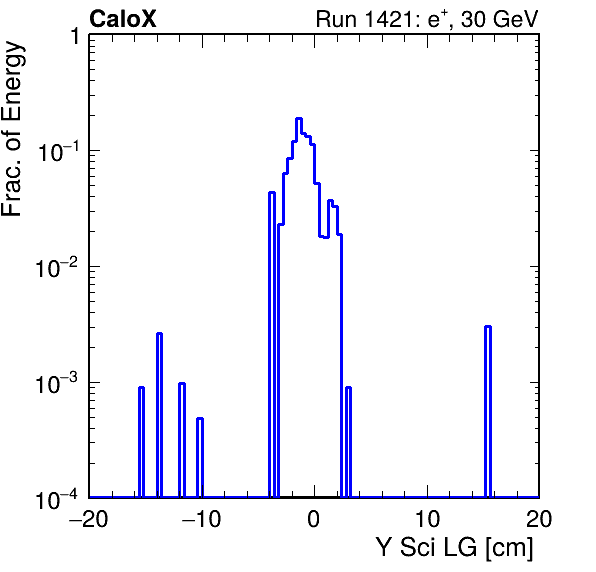 CaloX
Run 1421: e⁺, 30 GeV
Frac. of Energy
1
10⁻¹
10⁻²
10⁻³
10⁻⁴
−20
−10
0
10
20
Y Sci LG [cm]